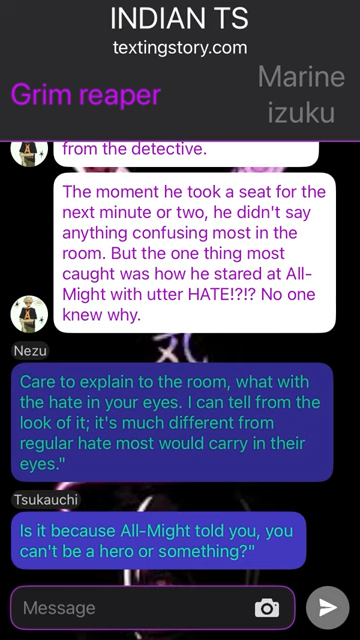 INDIAN TS
textingstory.com
Grim reaper
Marine
izuku
from the detective.
The moment he took a seat for the
next minute or two, he didn't say
anything confusing most in the
room. But the one thing most
caught was how he stared at All-
Might with utter HATE!?!? No one
knew why.
Nezu
Care to explain to the room, what with
the hate in your eyes. I can tell from the
look of it; it's much different from
regular hate most would carry in their
eyes."
Tsukauchi
Is it because All-Might told you, you
can't be a hero or something?"
Message